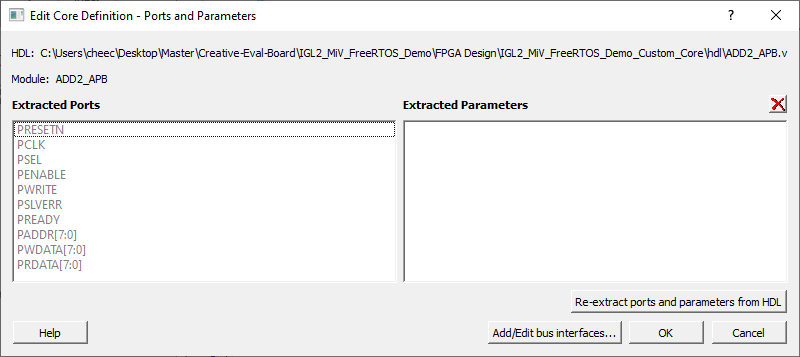 Edit Core Definition - Ports and Parameters
HDL: C:\Users\cheec\Desktop\Master\Creative-Eval-Board\IGL2_MiV_FreeRTOS_Demo\FPGA Design\IGL2_MiV_FreeRTOS_Demo_Custom_Core\hdl\ADD2_APB.v
Module: ADD2_APB
Extracted Ports
Extracted Parameters
PRESETN
PCLK
PSEL
PENABLE
PWRITE
PSLVERR
PREADY
PADDR[7:0]
PWDATA[7:0]
PRDATA[7:0]
Re-extract ports and parameters from HDL
Help
Add/Edit bus interfaces...
OK
Cancel